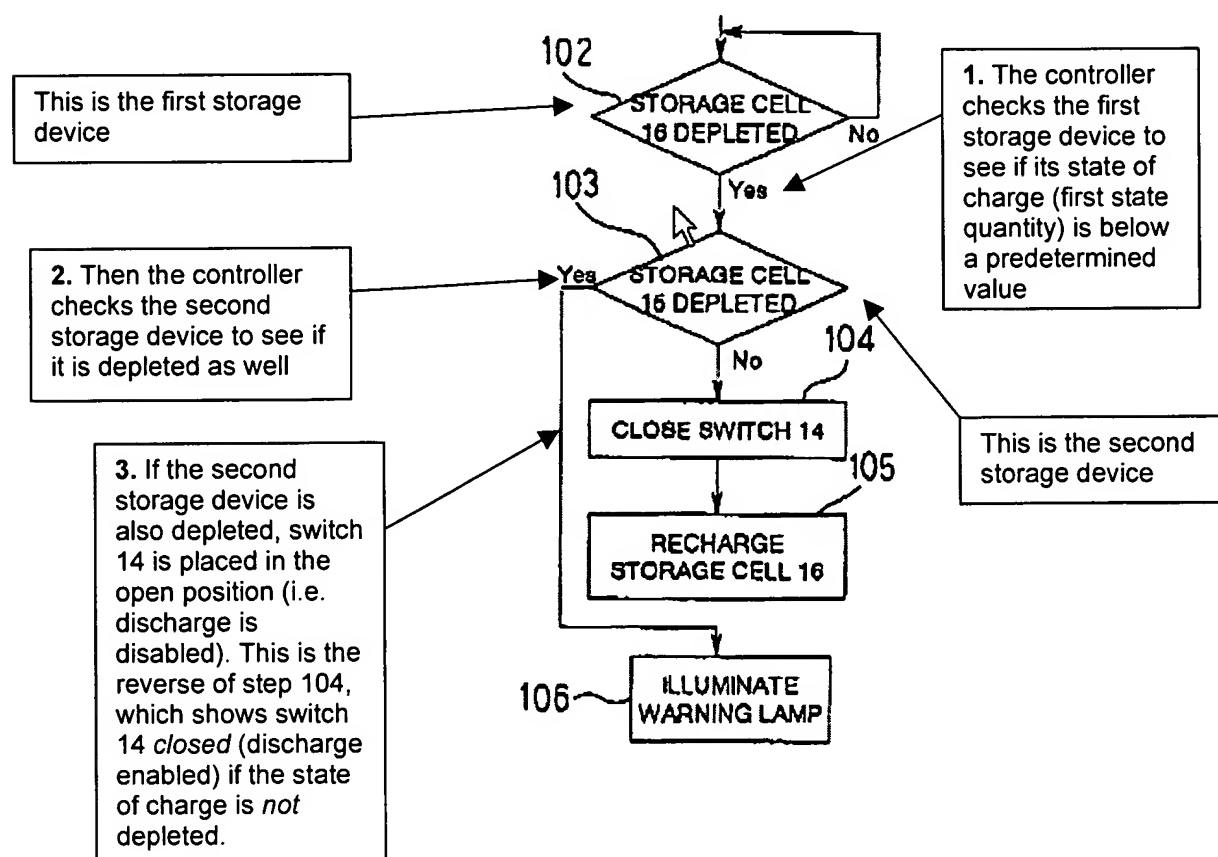 102
This is the first storage
device
STORAGE CELL
16 DEPLETED
No
1. The controller
checks the first
storage device to
see if its state of
charge (first state
quantity) is below
a predetermined
value
Yes
103
2. Then the controller
checks the second
storage device to see if
it is depleted as well
Yes
STORAGE CELL
15 DEPLETED
No
104
CLOSE SWITCH 14
This is the second
storage device
105
RECHARGE
STORAGE CELL 16
3. If the second
storage device is
also depleted, switch
14 is placed in the
open position (i.e.
discharge is
disabled). This is the
reverse of step 104,
which shows switch
14 closed (discharge
enabled) if the state
of charge is not
depleted.
106
ILLUMINATE
WARNING LAMP